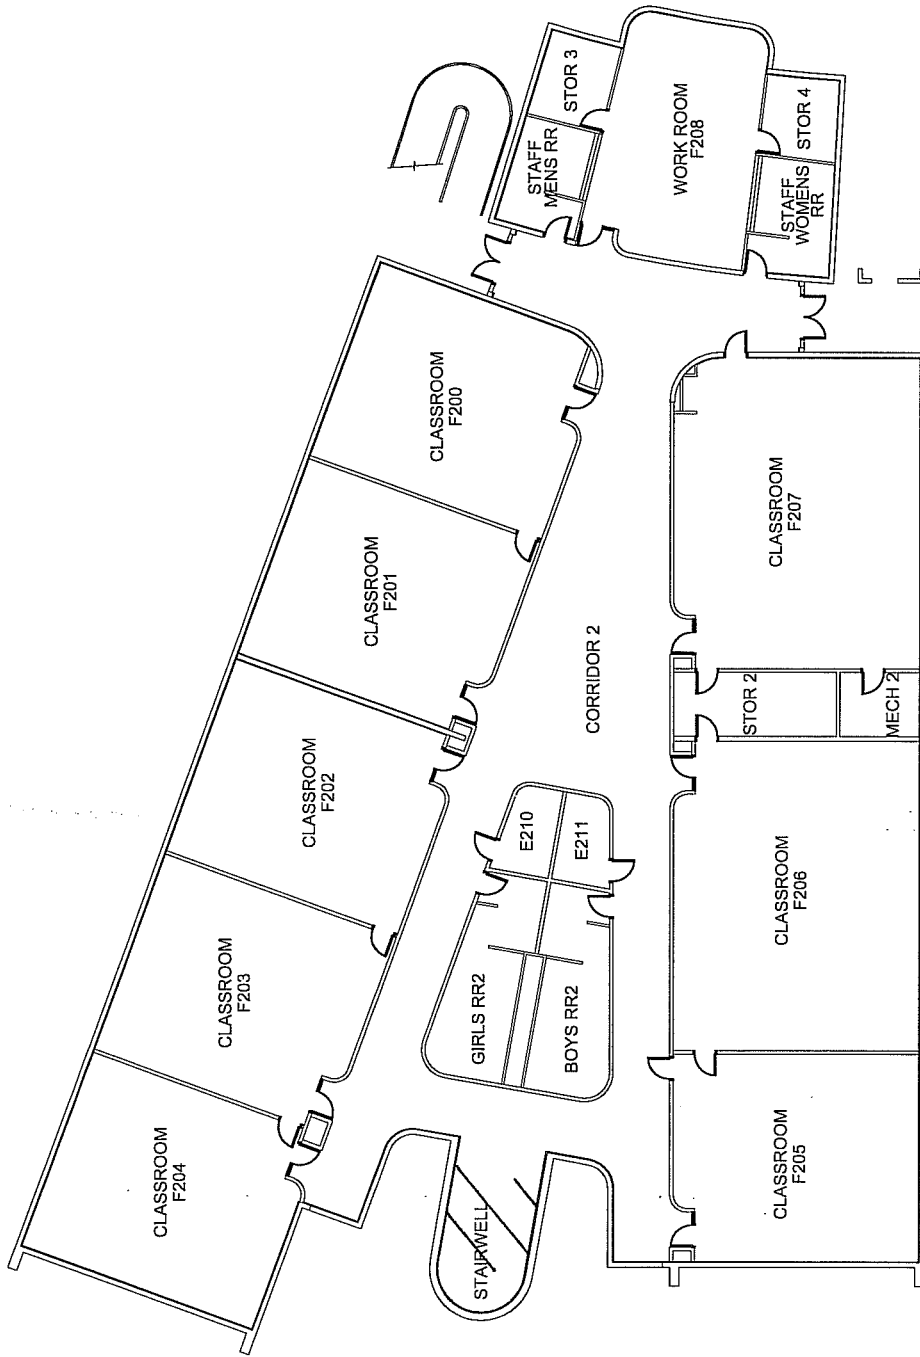 STOR 3
STAFF
MENS RR
WORK ROOM
F208
STOR 4
STAFF
WOMENS
RR
CLASSROOM
F200
CLASSROOM
F201
CLASSROOM
F202
CLASSROOM
F203
CLASSROOM
F204
CORRIDOR 2
E210
E211
GIRLS RR2
BOYS RR2
STAIRWELL
CLASSROOM
F207
STOR 2
MECH 2
CLASSROOM
F206
CLASSROOM
F205